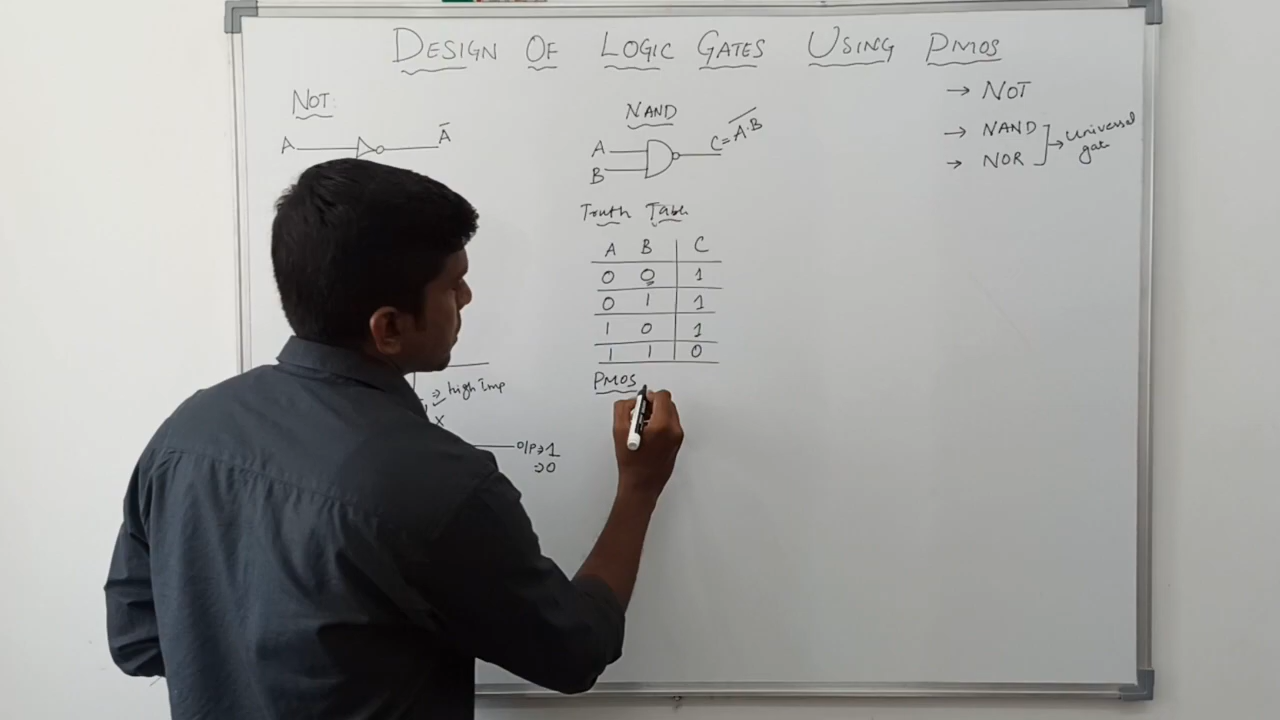 DESIGN OF LOGIC GATES USING PMOS
NOT:
A
A̅
NAND
A
B
C = A̅·̅B̅
Truth Table
A B C
0 0 1
0 1 1
1 0 1
1 1 0
PMOS
⇒ high Imp
X
O/P ⇒ 1
⇒ 0
→ NOT
→ NAND
→ NOR
→ Universal
gate